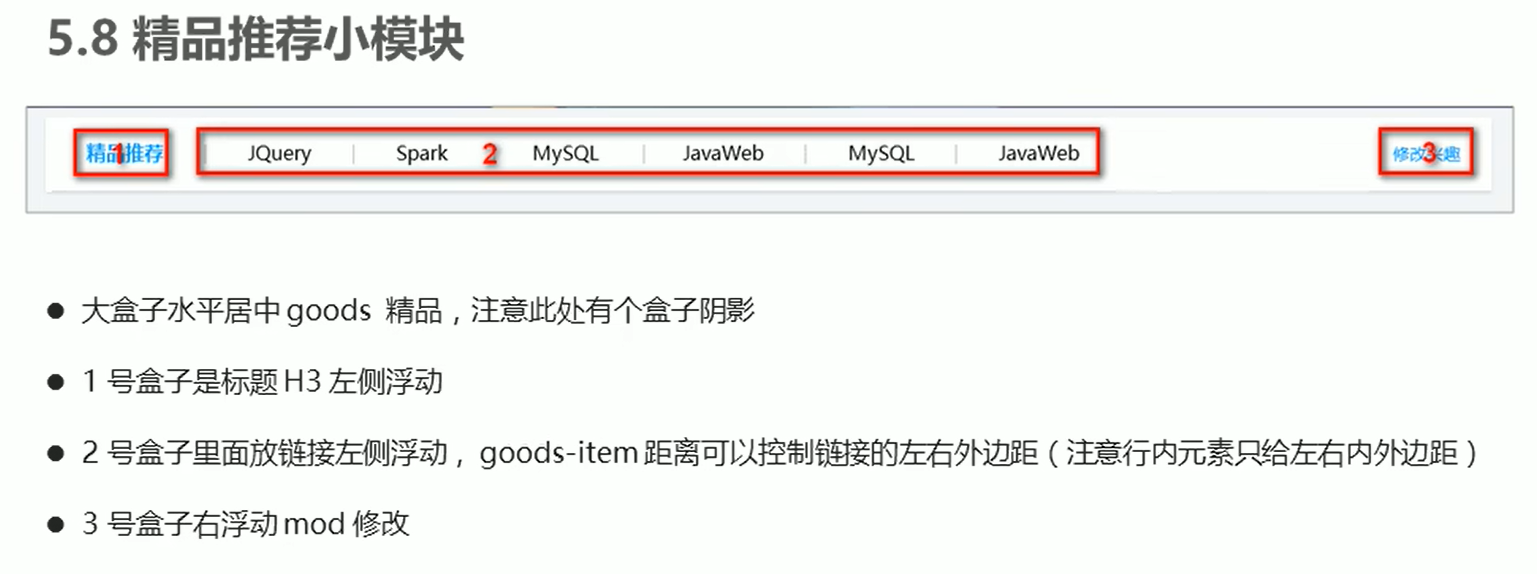 5.8 精品推荐小模块
精品推荐 1 | JQuery | Spark 2 MySQL | JavaWeb | MySQL | JavaWeb 修改兴趣 3
● 大盒子水平居中 goods 精品，注意此处有个盒子阴影
● 1 号盒子是标题 H3 左侧浮动
● 2 号盒子里面放链接左侧浮动，goods-item 距离可以控制链接的左右外边距（注意行内元素只给左右内外边距）
● 3 号盒子右浮动 mod 修改